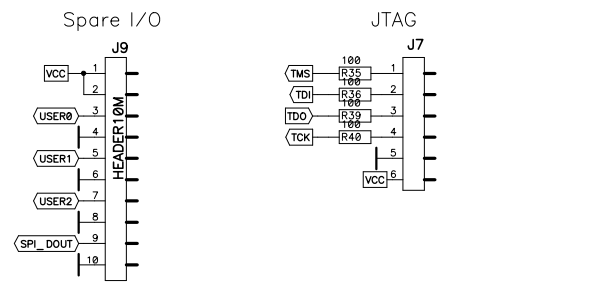 Spare I/O
J9
VCC 1
2
USER0 3
4
USER1 5
6
USER2 7
8
SPI_DOUT 9
10
HEADER10M
JTAG
J7
100
TMS R35 1
100
TDI R36 2
100
TDO R39 3
100
TCK R40 4
5
VCC 6